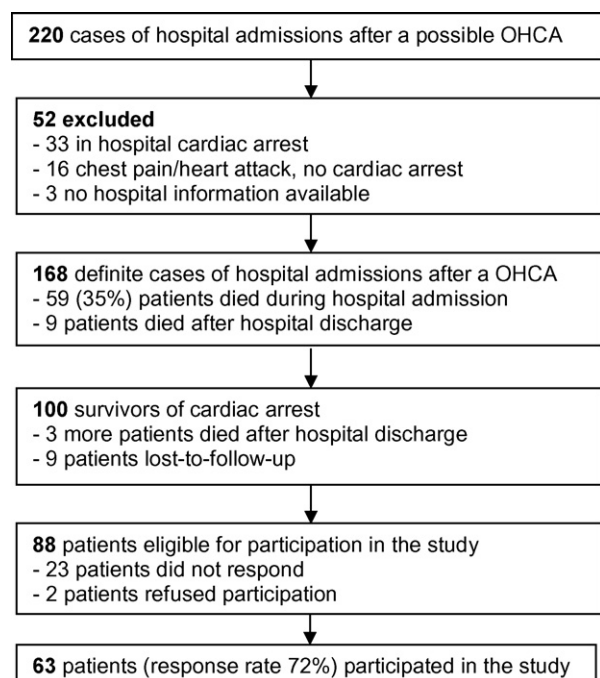 220 cases of hospital admissions after a possible OHCA
52 excluded
- 33 in hospital cardiac arrest
- 16 chest pain/heart attack, no cardiac arrest
- 3 no hospital information available
168 definite cases of hospital admissions after a OHCA
- 59 (35%) patients died during hospital admission
- 9 patients died after hospital discharge
100 survivors of cardiac arrest
- 3 more patients died after hospital discharge
- 9 patients lost-to-follow-up
88 patients eligible for participation in the study
- 23 patients did not respond
- 2 patients refused participation
63 patients (response rate 72%) participated in the study